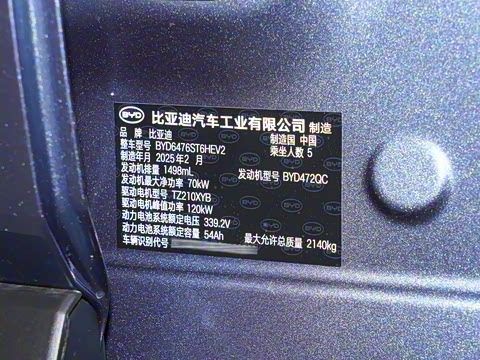 BYD 比亚迪汽车工业有限公司 制造
品 牌 比亚迪 制造国 中国
整车型号 BYD6476ST6HEV2 乘坐人数 5
制造年月 2025年2 月
发动机排量 1498mL 发动机型号 BYD472QC
发动机最大净功率 70kW
驱动电机型号 TZ210XYB
驱动电机峰值功率 120kW
动力电池系统额定电压 339.2V
动力电池系统额定容量 54Ah 最大允许总质量 2140kg
车辆识别代号